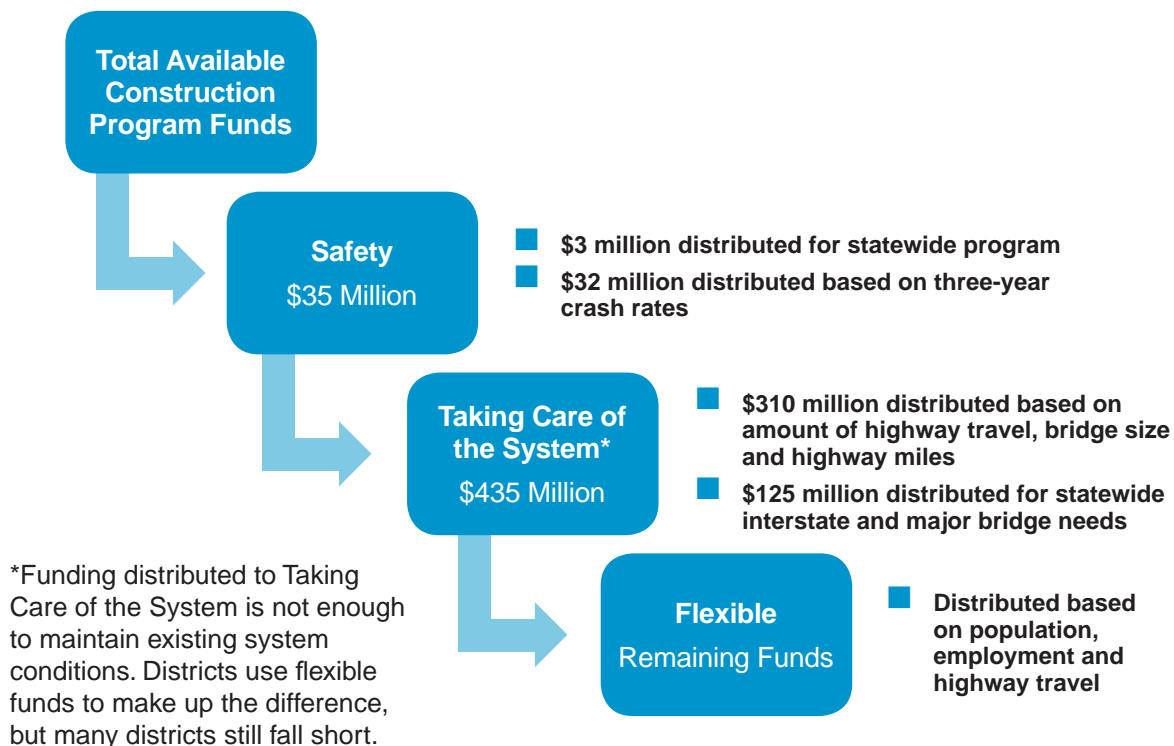 Total Available
Construction
Program Funds
Safety
$35 Million
$3 million distributed for statewide program
$32 million distributed based on three-year
crash rates
Taking Care of
the System*
$435 Million
$310 million distributed based on
amount of highway travel, bridge size
and highway miles
$125 million distributed for statewide
interstate and major bridge needs
Flexible
Remaining Funds
Distributed based
on population,
employment and
highway travel
*Funding distributed to Taking
Care of the System is not enough
to maintain existing system
conditions. Districts use flexible
funds to make up the difference,
but many districts still fall short.